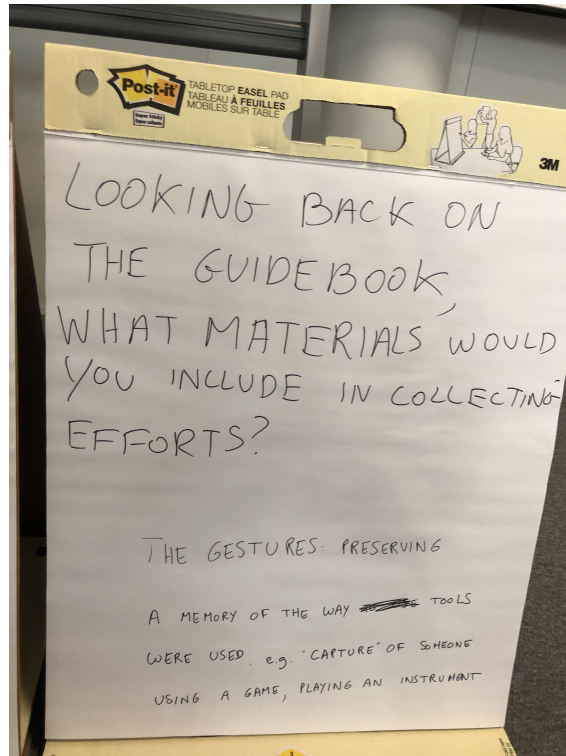 Post-it
Super Sticky
TABLETOP EASEL PAD
TABLEAU À FEUILLES
MOBILES SUR TABLE
3M
LOOKING BACK ON
THE GUIDEBOOK,
WHAT MATERIALS WOULD
YOU INCLUDE IN COLLECTING
EFFORTS?
THE GESTURES: PRESERVING
A MEMORY OF THE WAY TOOLS
WERE USED. e.g. "CAPTURE" OF SOMEONE
USING A GAME, PLAYING AN INSTRUMENT